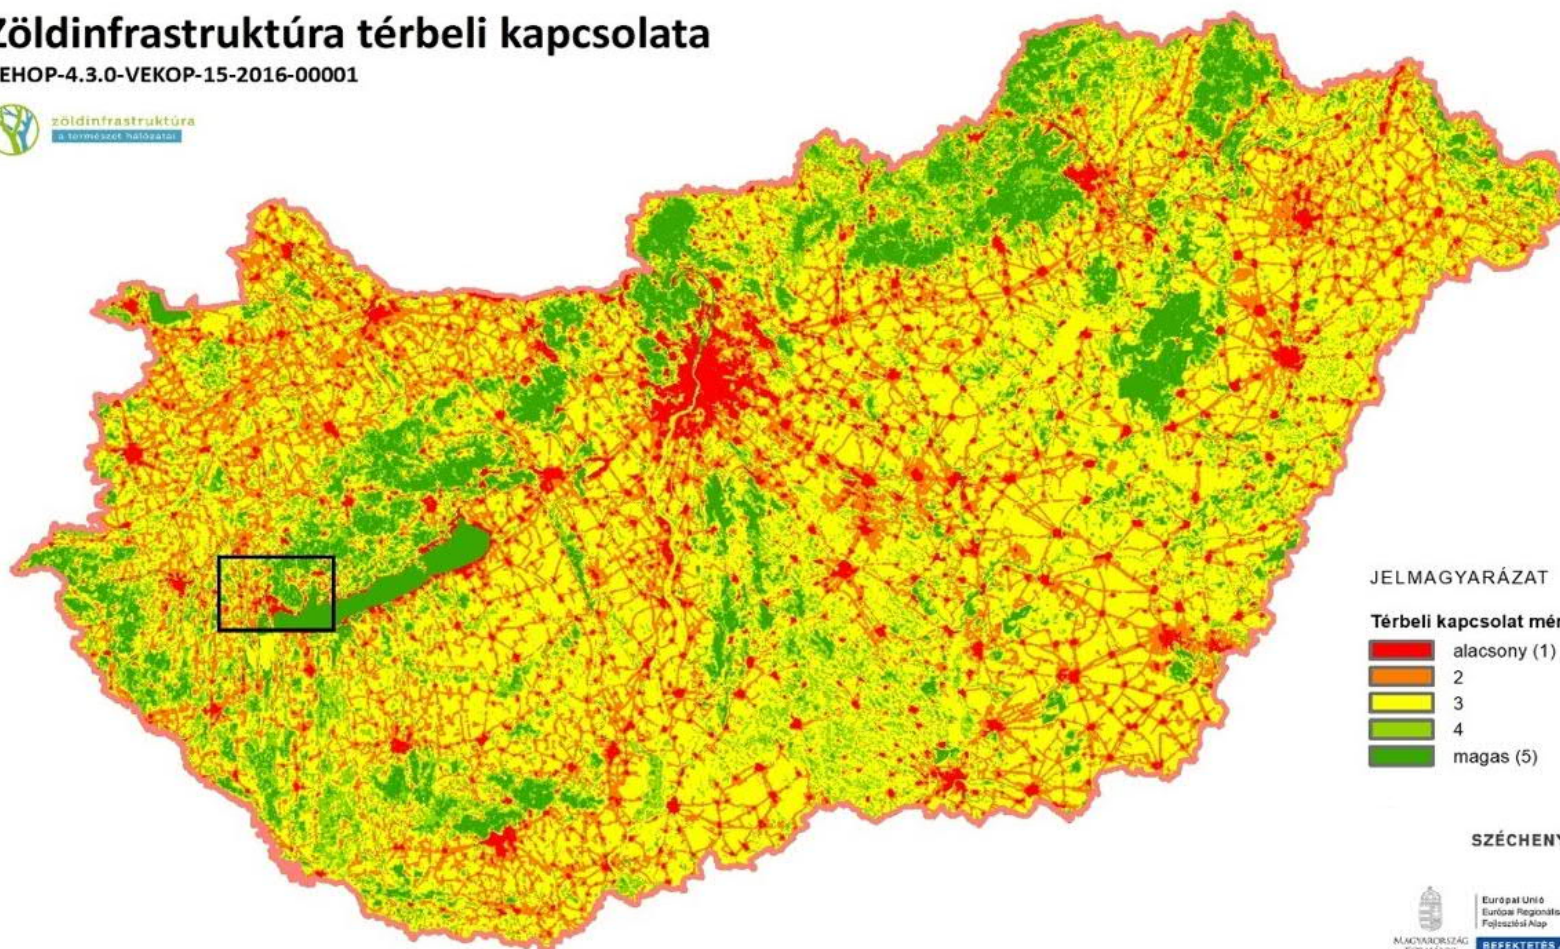 Zöldinfrastruktúra térbeli kapcsolata
EHOP-4.3.0-VEKOP-15-2016-00001
zöldinfrastruktúra
a természet hálózatai
JELMAGYARÁZAT
Térbeli kapcsolat mér
alacsony (1)
2
3
4
magas (5)
SZÉCHENY
Európai Unió
Európai Regionális
Fejlesztési Alap
MAGYARORSZÁG
BEFEKTETÉS